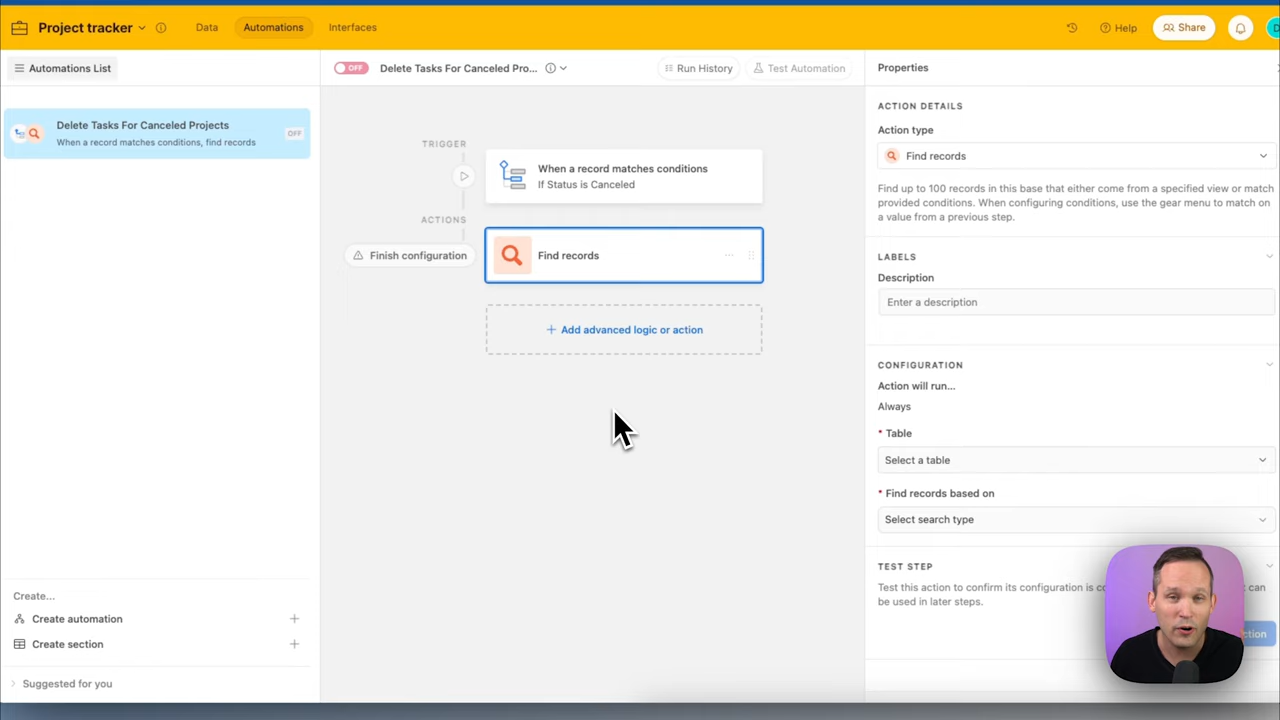 Project tracker
Data
Automations
Interfaces
Help
Share
Automations List
OFF
Delete Tasks For Canceled Pro...
Run History
Test Automation
Properties
Delete Tasks For Canceled Projects
When a record matches conditions, find records
OFF
TRIGGER
When a record matches conditions
If Status is Canceled
ACTIONS
Finish configuration
Find records
Add advanced logic or action
ACTION DETAILS
Action type
Find records
Find up to 100 records in this base that either come from a specified view or match
provided conditions. When configuring conditions, use the gear menu to match on
a value from a previous step.
LABELS
Description
Enter a description
CONFIGURATION
Action will run...
Always
* Table
Select a table
* Find records based on
Select search type
TEST STEP
Test this action to confirm its configuration is
can
be used in later steps.
Create...
Create automation
Create section
Suggested for you